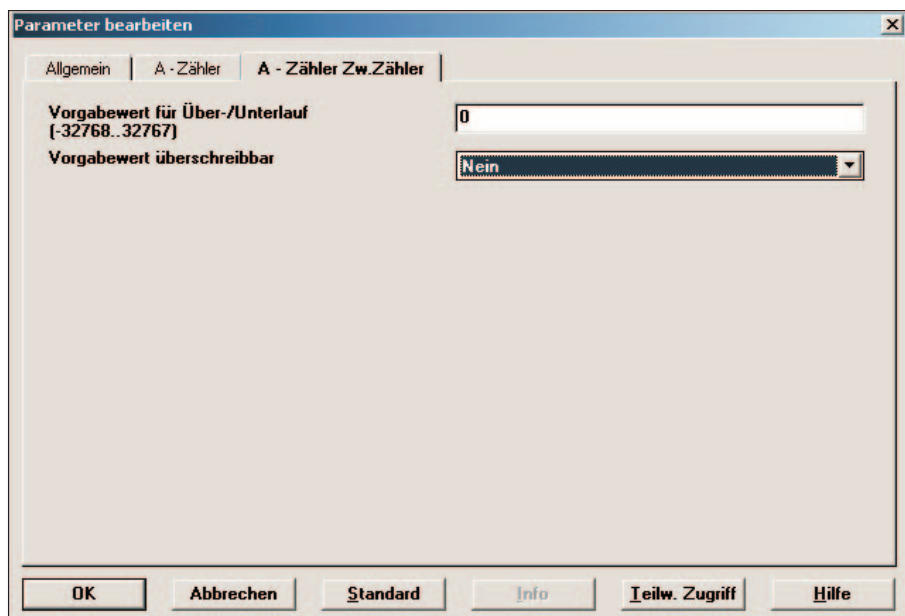 Parameter bearbeiten
Allgemein A - Zähler A - Zähler Zw.Zähler
Vorgabewert für Über-/Unterlauf 0
(-32768..32767)
Vorgabewert überschreibbar Nein
OK Abbrechen Standard Info Teilw. Zugriff Hilfe